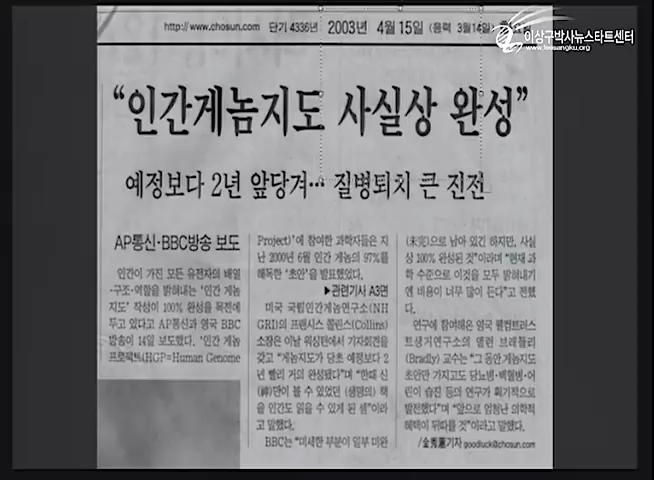 http://www.chosun.com 단기 4336년 2003년 4월 15일 (음력 3월 14일)
이상구박사뉴스타트센터
www.leesangku.org
“인간게놈지도 사실상 완성”
예정보다 2년 앞당겨… 질병퇴치 큰 진전
AP통신·BBC방송 보도
인간이 가진 모든 유전자의 배열
·구조·역할을 밝혀내는 ‘인간 게놈
지도’ 작성이 100% 완성을 목전에
두고 있다고 AP통신과 영국 BBC
방송이 14일 보도했다. ‘인간 게놈
프로젝트(HGP=Human Genome
Project)’에 참여한 과학자들은 지
난 2000년 6월 인간 게놈의 97%를
해독한 ‘초안’을 발표했었다.
▶관련기사 A3면
미국 국립인간게놈연구소(NH
GRI)의 프랜시스 콜린스(Collins)
소장은 이날 워싱턴에서 기자회견을
갖고 “게놈지도가 당초 예정보다 2
년 빨리 거의 완성됐다”며 “한때 신
(神)만이 볼 수 있었던 (생명의) 책
을 인간도 읽을 수 있게 된 셈”이라
고 말했다.
BBC는 “미세한 부분이 일부 미완
(未完)으로 남아 있긴 하지만, 사실
상 100% 완성된 것”이라며 “현재 과
학 수준으로 이것을 모두 밝혀내기
엔 비용이 너무 많이 든다”고 전했
다.
연구에 참여해온 영국 웰컴트러스
트생거연구소의 앨런 브래들리
(Bradly) 교수는 “그 동안 게놈지도
초안만 가지고도 당뇨병·백혈병·어
린이 습진 등의 연구가 획기적으로
발전했다”며 “앞으로 엄청난 의학적
혜택이 뒤따를 것”이라고 말했다.
/金秀惠기자 goodluck@chosun.com